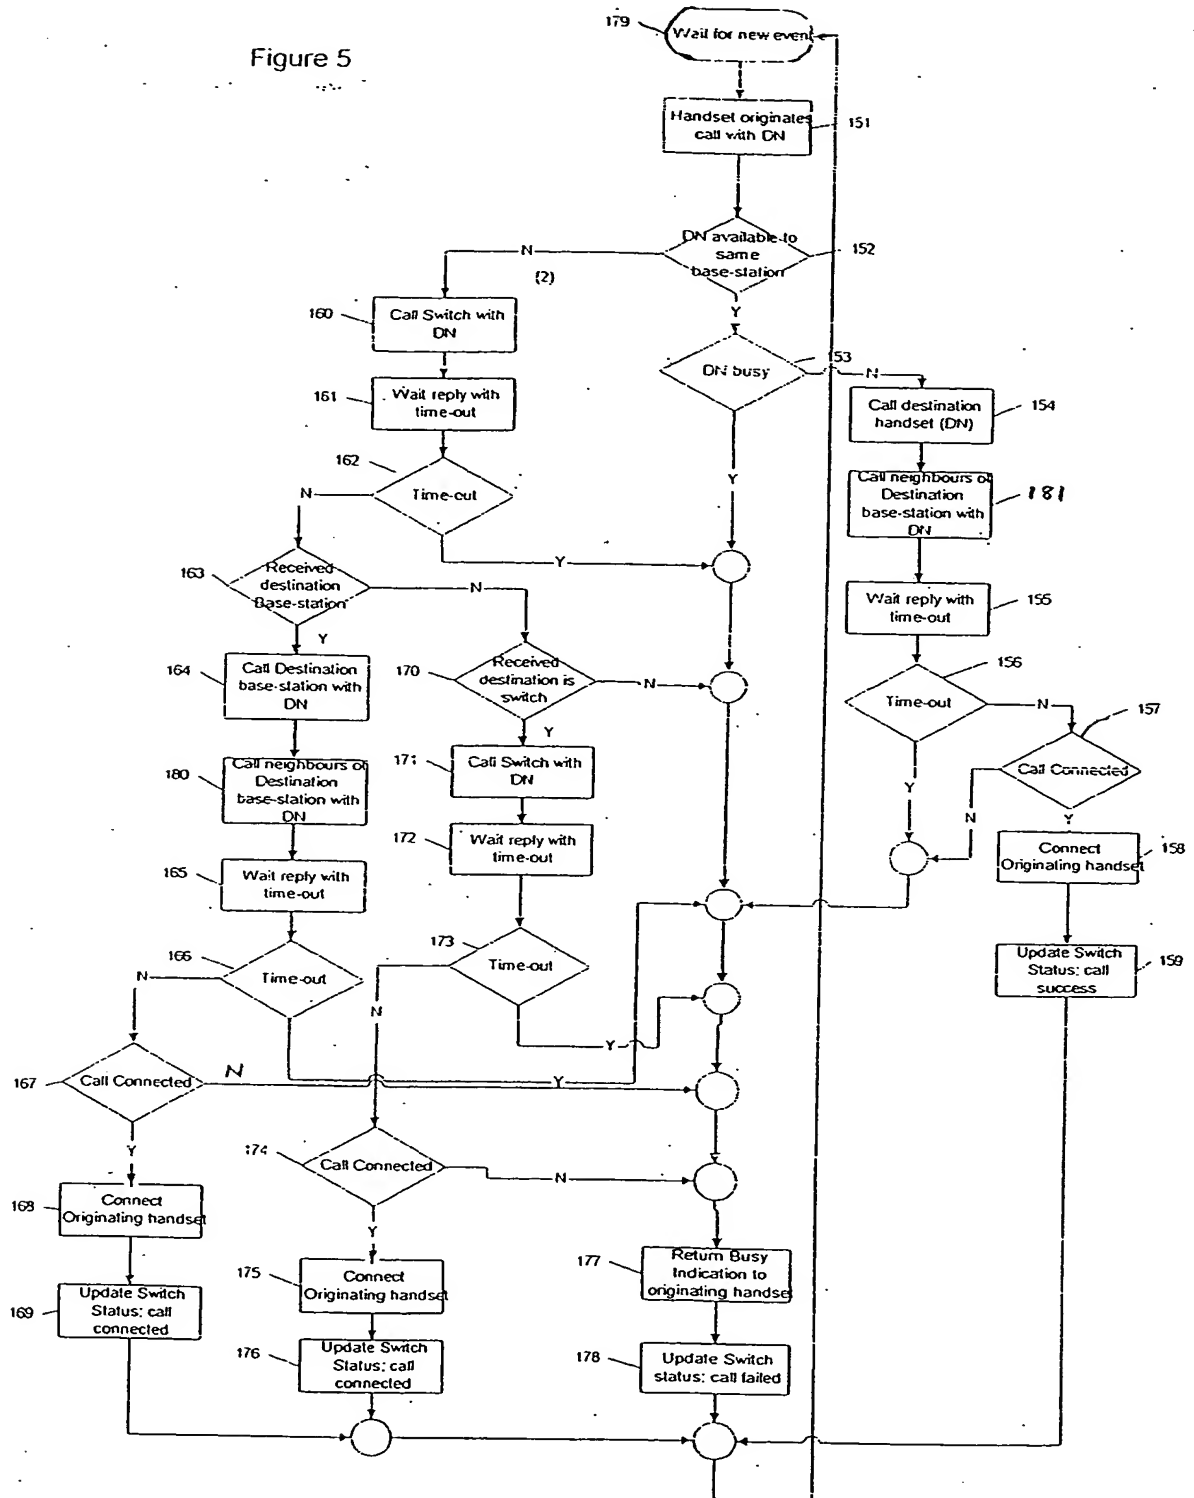 Figure 5
179
Wait for new event
Handset originates
call with DN
151
DN available to
same
base-station
152
N
(2)
Y
160
Call Switch with
DN
DN busy
153
N
161
Wait reply with
time-out
Call destination
handset (DN)
154
162
Time-out
N
Y
Y
Call neighbours of
Destination
base-station with
DN
181
163
Received
destination
Base-station
N
Y
Wait reply with
time-out
155
164
Call Destination
base-station with
DN
170
Received
destination is
switch
N
Y
156
Time-out
N
Y
157
Call Connected
N
Y
180
Call neighbours of
Destination
base-station with
DN
171
Call Switch with
DN
172
Wait reply with
time-out
Connect
Originating handset
158
165
Wait reply with
time-out
173
Time-out
N
Y
166
Time-out
N
Y
Update Switch
Status: call
success
159
167
Call Connected
N
Y
174
Call Connected
N
Y
168
Connect
Originating handset
175
Connect
Originating handset
177
Return Busy
Indication to
originating handset
169
Update Switch
Status: call
connected
176
Update Switch
Status: call
connected
178
Update Switch
status: call failed